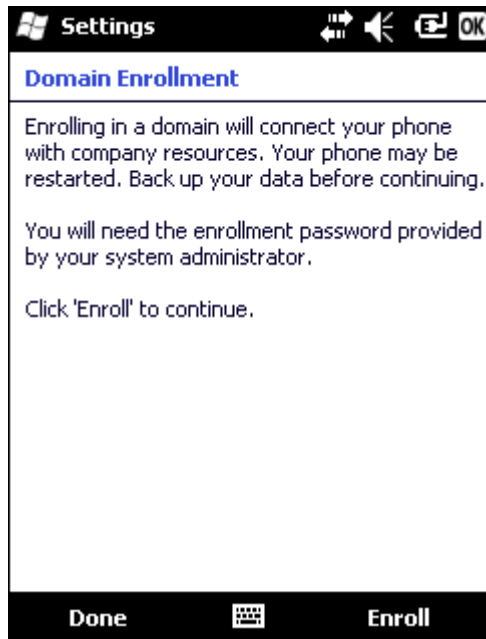 Settings
OK
Domain Enrollment
Enrolling in a domain will connect your phone
with company resources. Your phone may be
restarted. Back up your data before continuing.
You will need the enrollment password provided
by your system administrator.
Click 'Enroll' to continue.
Done
Enroll